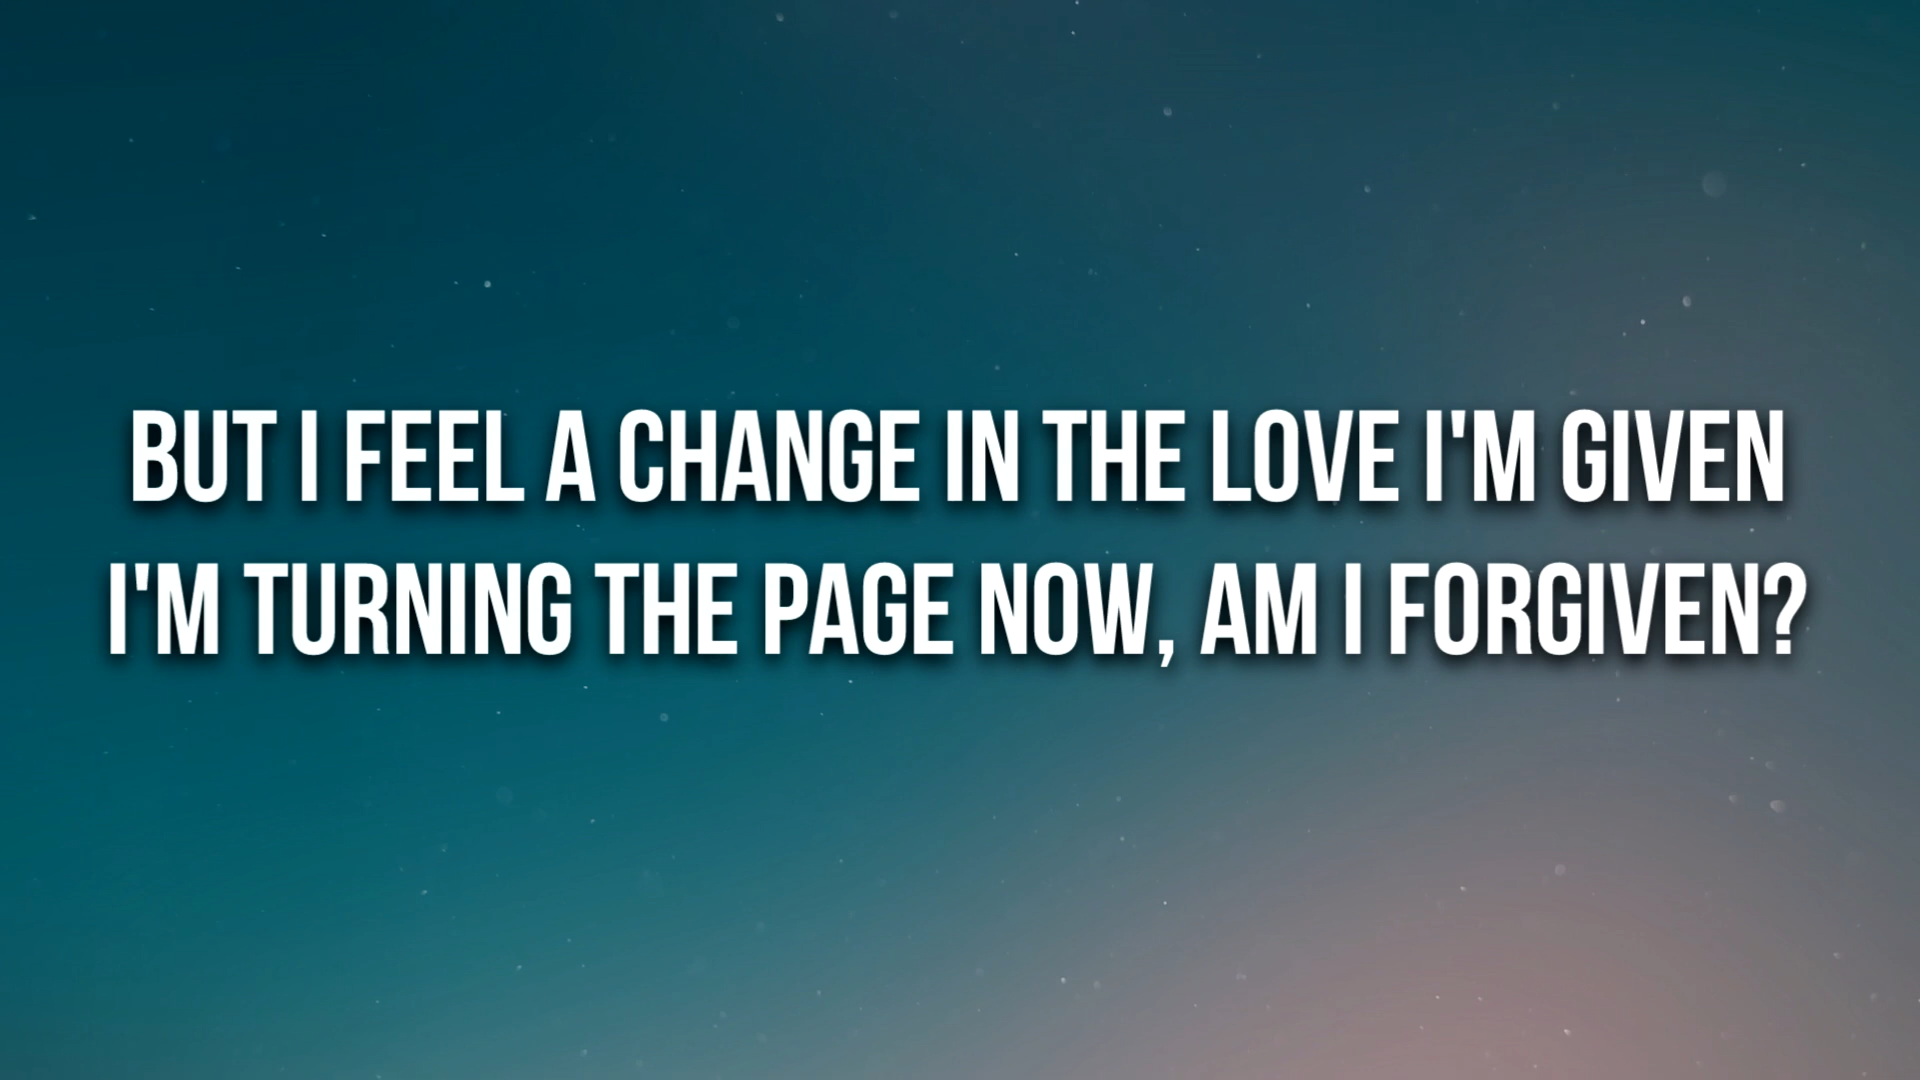 BUT I FEEL A CHANGE IN THE LOVE I'M GIVEN
I'M TURNING THE PAGE NOW, AM I FORGIVEN?